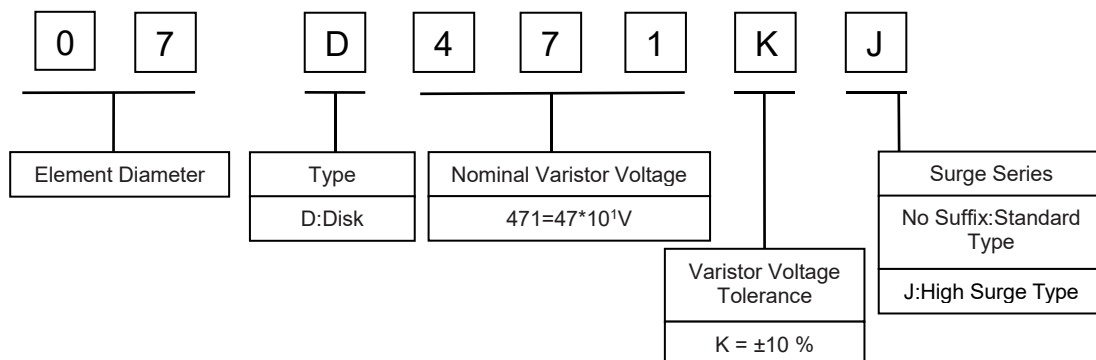 0 7 D 4 7 1 K J
Element Diameter
Type
D:Disk
Nominal Varistor Voltage
471=47*10¹V
Varistor Voltage
Tolerance
K = ±10 %
Surge Series
No Suffix:Standard
Type
J:High Surge Type